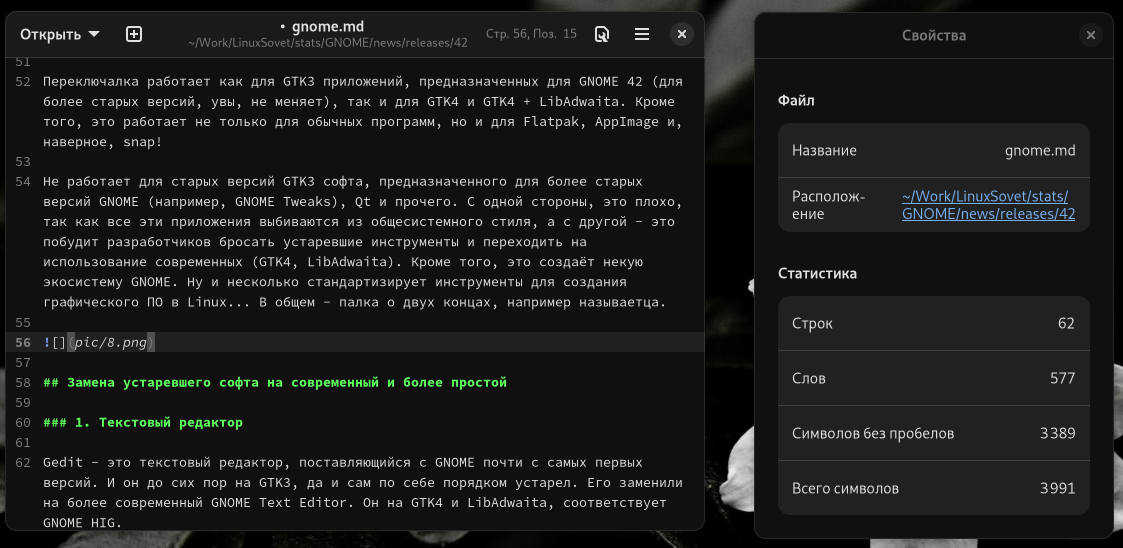 Открыть
• gnome.md
~/Work/LinuxSovet/stats/GNOME/news/releases/42
Стр. 56, Поз. 15
51
52 Переключалка работает как для GTK3 приложений, предназначенных для GNOME 42 (для
более старых версий, увы, не меняет), так и для GTK4 и GTK4 + LibAdwaita. Кроме
того, это работает не только для обычных программ, но и для Flatpak, AppImage и,
наверное, snap!
53
54 Не работает для старых версий GTK3 софта, предназначенного для более старых
версий GNOME (например, GNOME Tweaks), Qt и прочего. С одной стороны, это плохо,
так как все эти приложения выбиваются из общесистемного стиля, а с другой - это
побудит разработчиков бросать устаревшие инструменты и переходить на
использование современных (GTK4, LibAdwaita). Кроме того, это создаёт некую
экосистему GNOME. Ну и несколько стандартизирует инструменты для создания
графического ПО в Linux... В общем - палка о двух концах, например называетца.
55
56 ![](pic/8.png)
57
58 ## Замена устаревшего софта на современный и более простой
59
60 ### 1. Текстовый редактор
61
62 Gedit - это текстовый редактор, поставляющийся с GNOME почти с самых первых
версий. И он до сих пор на GTK3, да и сам по себе порядком устарел. Его заменили
на более современный GNOME Text Editor. Он на GTK4 и LibAdwaita, соответствует
GNOME HIG.
Свойства
Файл
Название gnome.md
Располож-
ение
~/Work/LinuxSovet/stats/
GNOME/news/releases/42
Статистика
Строк 62
Слов 577
Символов без пробелов 3389
Всего символов 3991